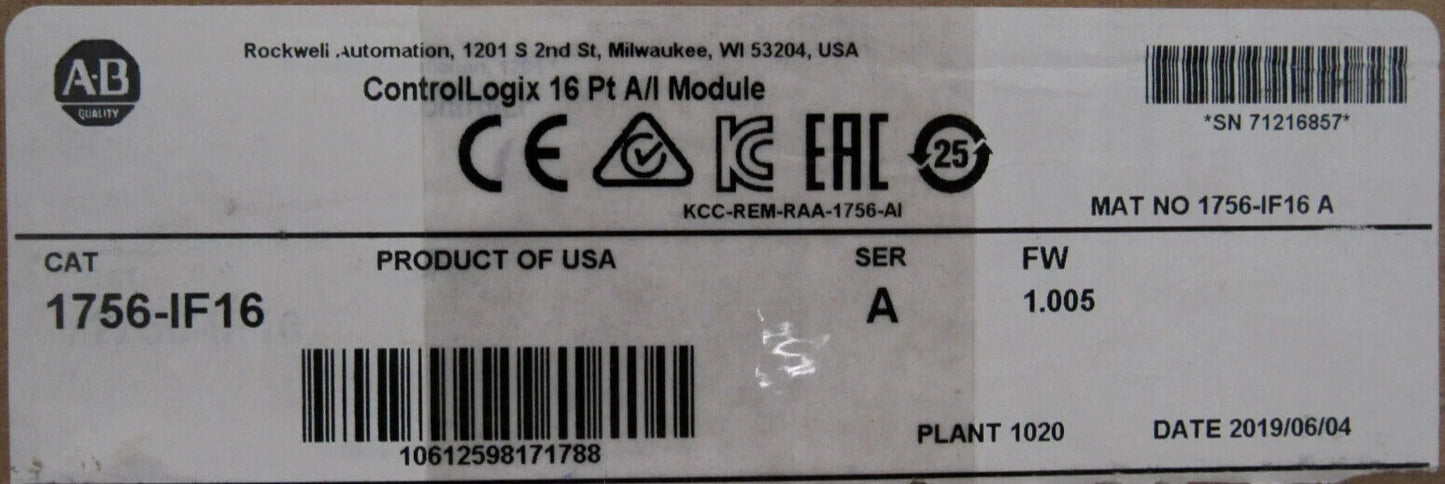 A·B
QUALITY
Rockwell Automation, 1201 S 2nd St, Milwaukee, WI 53204, USA
ControlLogix 16 Pt A/I Module
*SN 71216857*
CE KC EAC 25
KCC-REM-RAA-1756-AI
MAT NO 1756-IF16 A
CAT PRODUCT OF USA SER FW
1756-IF16 A 1.005
10612598171788
PLANT 1020 DATE 2019/06/04